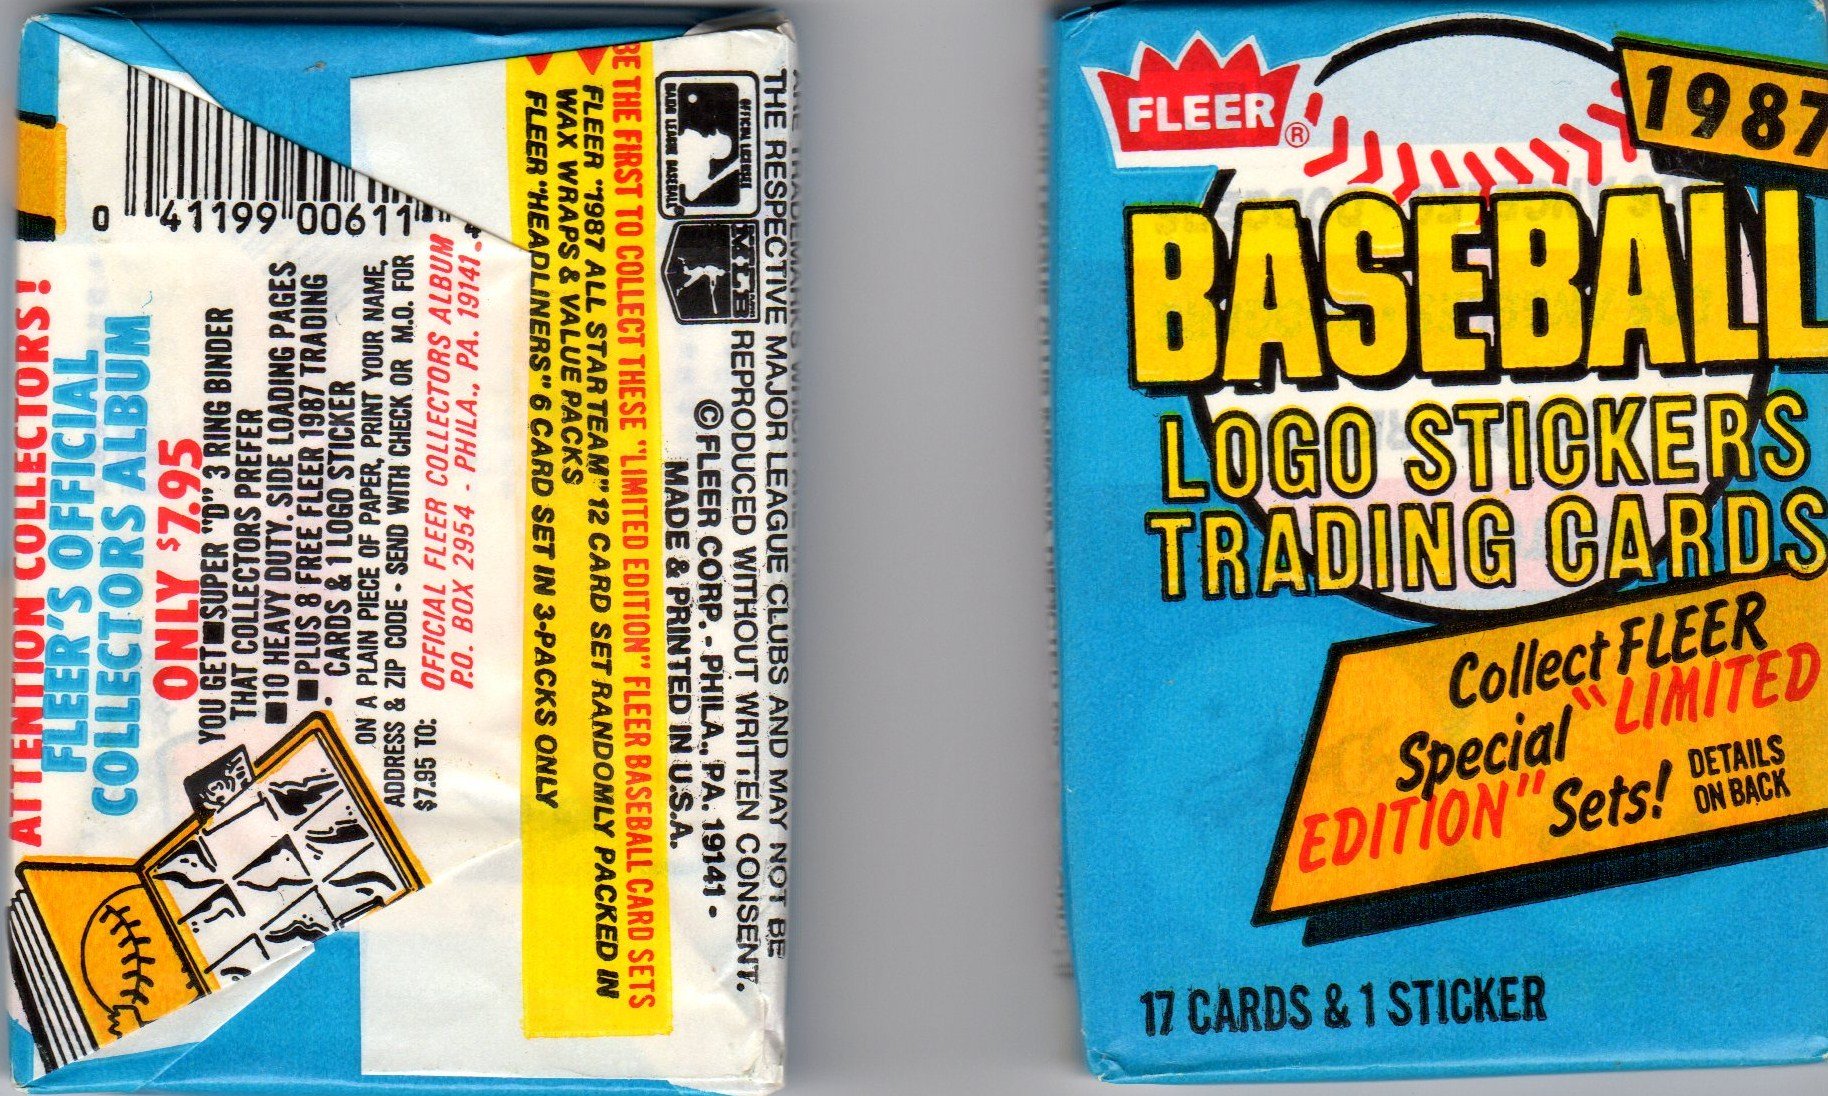 0 41199 00611
ATTENTION COLLECTORS!
FLEER'S OFFICIAL
COLLECTORS ALBUM
ONLY $7.95
YOU GET ■ SUPER "D" 3 RING BINDER
THAT COLLECTORS PREFER
■ 10 HEAVY DUTY, SIDE LOADING PAGES
■ PLUS 8 FREE FLEER 1987 TRADING
CARDS & 1 LOGO STICKER
ON A PLAIN PIECE OF PAPER, PRINT YOUR NAME,
ADDRESS & ZIP CODE - SEND WITH CHECK OR M.O. FOR
$7.95 TO:
OFFICIAL FLEER COLLECTORS ALBUM
P.O. BOX 2954 - PHILA., PA. 19141.
BE THE FIRST TO COLLECT THESE "LIMITED EDITION" FLEER BASEBALL CARD SETS
FLEER "1987 ALL STAR TEAM" 12 CARD SET RANDOMLY PACKED IN
WAX WRAPS & VALUE PACKS
FLEER "HEADLINERS" 6 CARD SET IN 3-PACKS ONLY
OFFICIAL LICENSEE
MAJOR LEAGUE BASEBALL
MLB
THE RESPECTIVE MAJOR LEAGUE CLUBS AND MAY NOT BE
REPRODUCED WITHOUT WRITTEN CONSENT.
©FLEER CORP. - PHILA., PA. 19141 -
MADE & PRINTED IN U.S.A.
FLEER®
1987
BASEBALL
LOGO STICKERS
TRADING CARDS
Collect FLEER
Special "LIMITED
EDITION" Sets!
DETAILS
ON BACK
17 CARDS & 1 STICKER